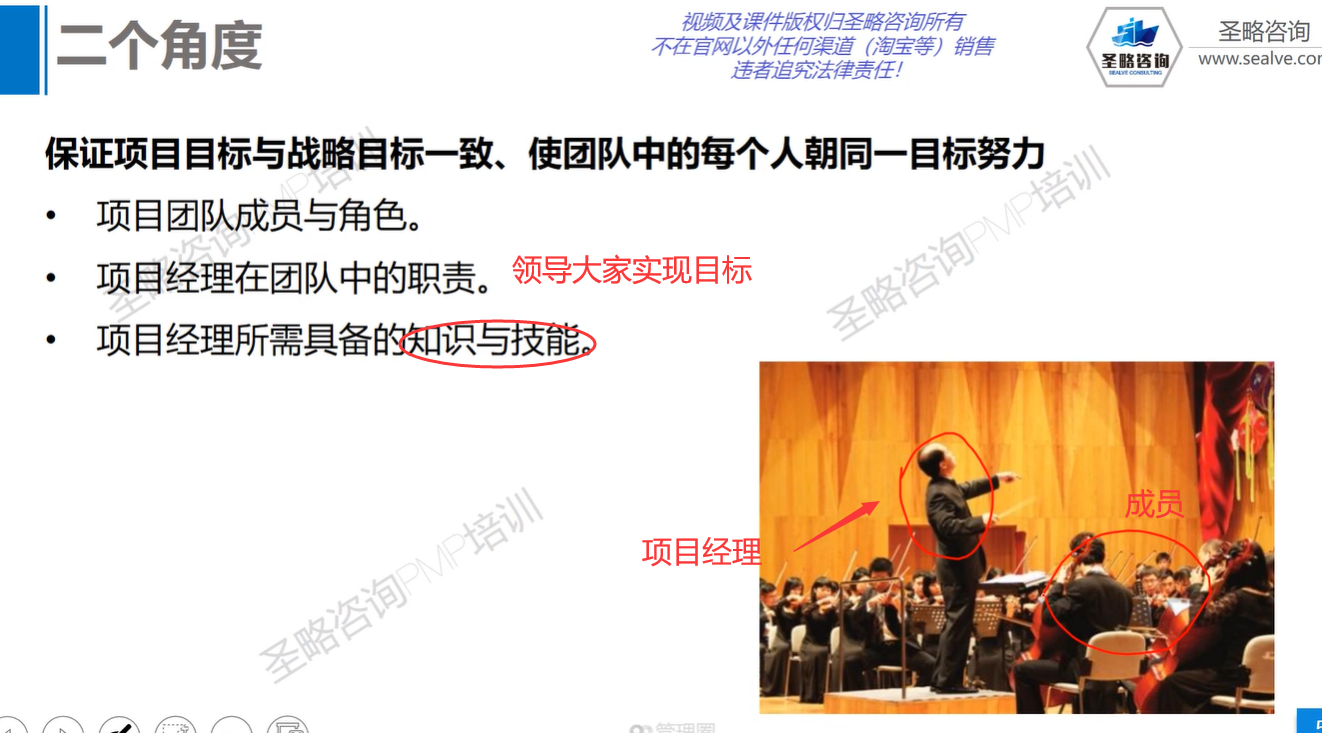 二个角度
视频及课件版权归圣略咨询所有
不在官网以外任何渠道（淘宝等）销售
违者追究法律责任！
圣略咨询
SEALVE CONSULTING
圣略咨询
www.sealve.co
保证项目目标与战略目标一致、使团队中的每个人朝同一目标努力
• 项目团队成员与角色。
• 项目经理在团队中的职责。 领导大家实现目标
• 项目经理所需具备的知识与技能。
圣略咨询PMP培训
圣略咨询PMP培训
成员
项目经理
圣略咨询PMP培训
管理圈